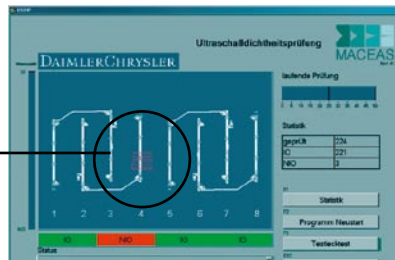 Ultraschalldichtheitsprüfung
MACEAS
DAIMLERCHRYSLER
laufende Prüfung
Statistik
geprüft 224
IO 221
NIO 3
1 2 3 4 5 6 7 8
IO NIO IO IO
Status
Statistik
Programm Neustart
Testecktest